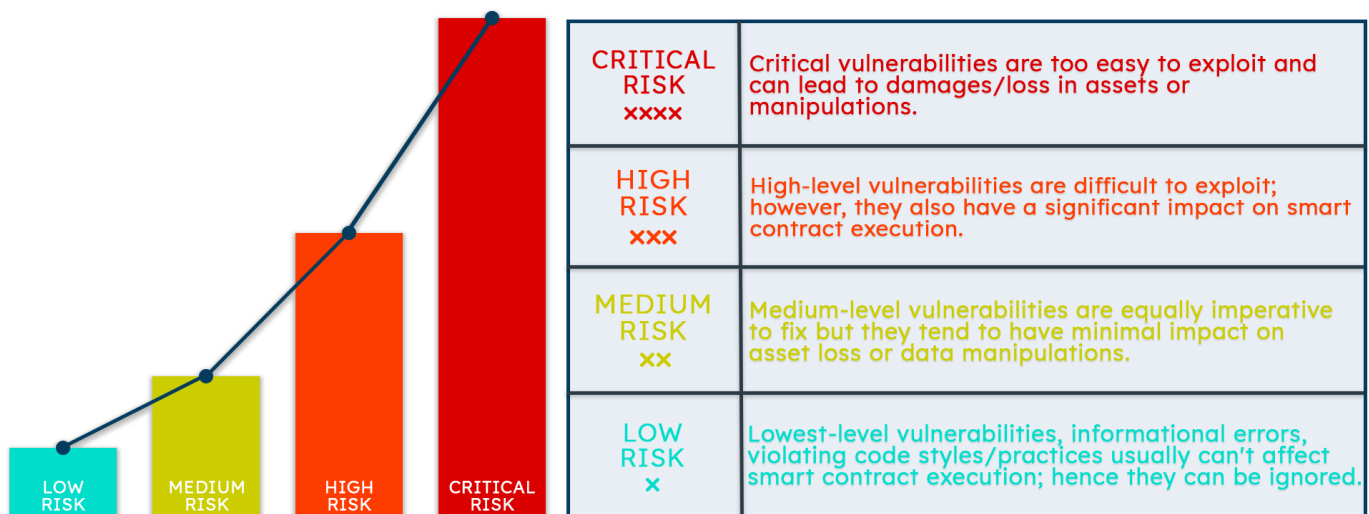 LOW
RISK
MEDIUM
RISK
HIGH
RISK
CRITICAL
RISK
CRITICAL
RISK
××××
Critical vulnerabilities are too easy to exploit and
can lead to damages/loss in assets or
manipulations.
HIGH
RISK
×××
High-level vulnerabilities are difficult to exploit;
however, they also have a significant impact on smart
contract execution.
MEDIUM
RISK
××
Medium-level vulnerabilities are equally imperative
to fix but they tend to have minimal impact on
asset loss or data manipulations.
LOW
RISK
×
Lowest-level vulnerabilities, informational errors,
violating code styles/practices usually can't affect
smart contract execution; hence they can be ignored.